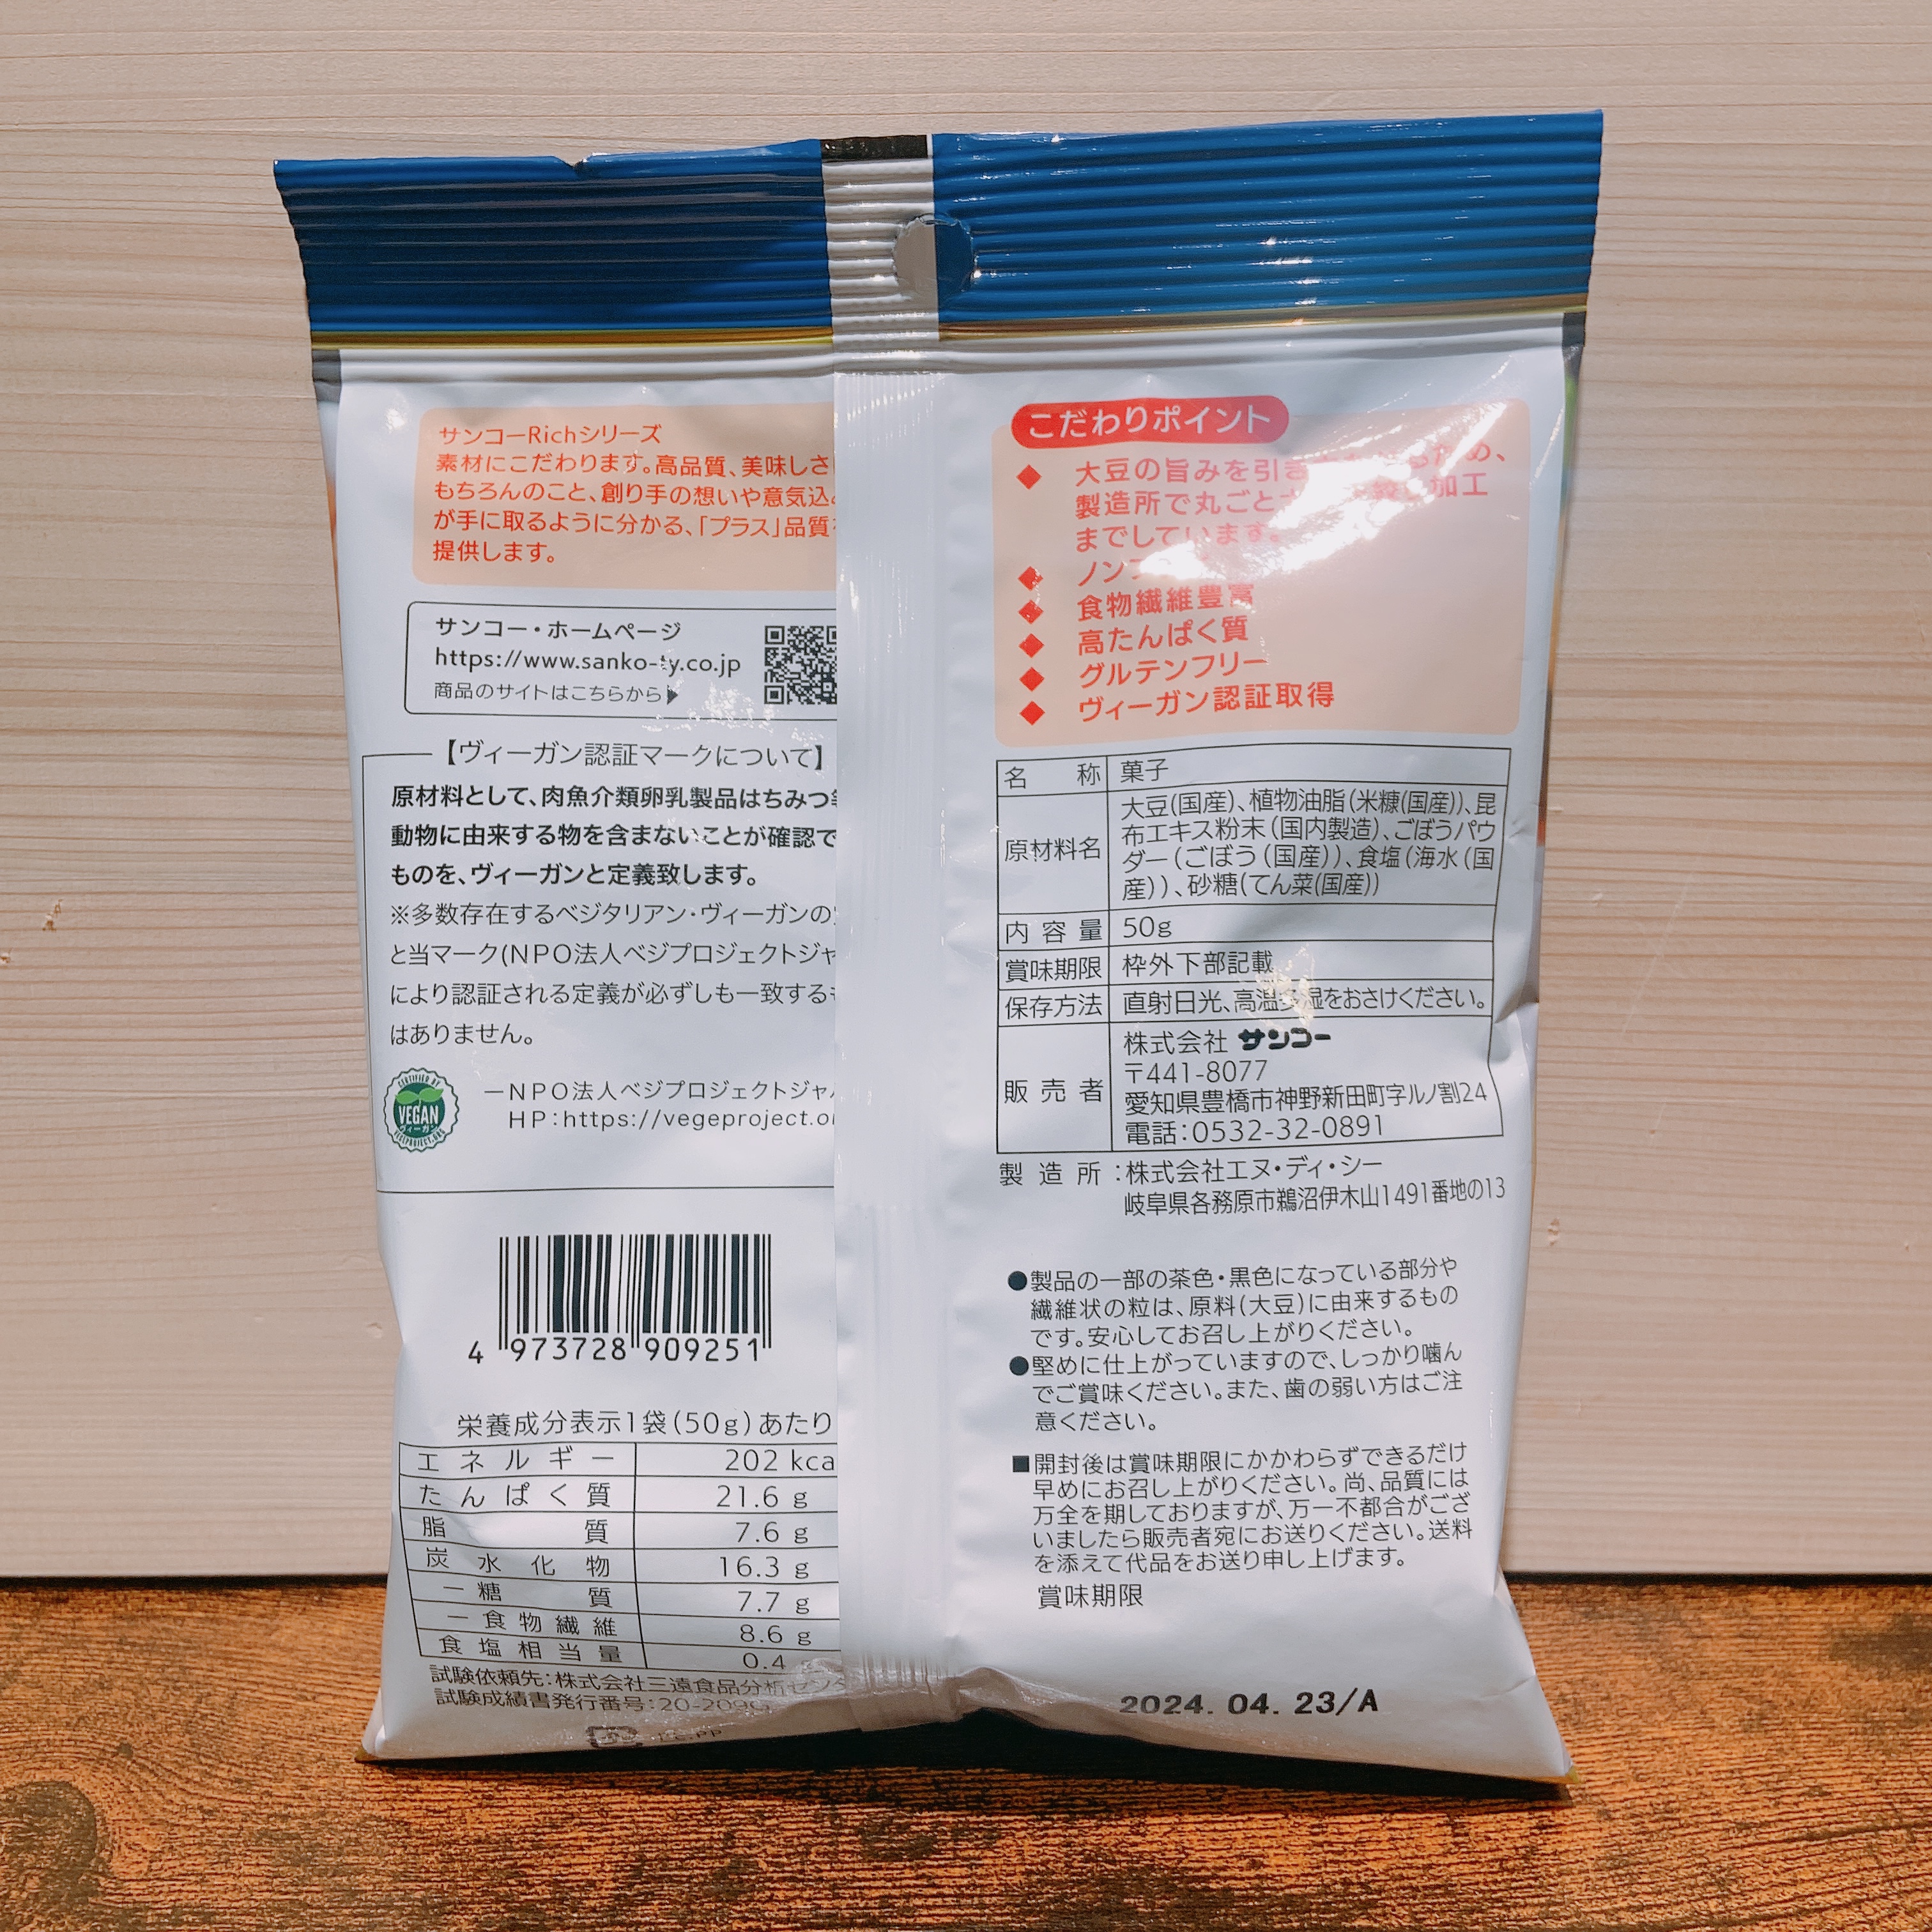 サンコーRichシリーズ
素材にこだわります。高品質、美味しさ
もちろんのこと、創り手の想いや意気込み
が手に取るように分かる、「プラス」品質
提供します。
サンコー・ホームページ
https://www.sanko-ty.co.jp
商品のサイトはこちらから▶
【ヴィーガン認証マークについて】
原材料として、肉魚介類卵乳製品はちみつ等
動物に由来する物を含まないことが確認で
ものを、ヴィーガンと定義致します。
※多数存在するベジタリアン・ヴィーガンの
と当マーク(NPO法人ベジプロジェクトジャ
により認証される定義が必ずしも一致する
はありません。
CERTIFIED BY
VEGAN
ヴィーガン
VEGEPROJECT.ORG
―NPO法人ベジプロジェクトジャ
HP:https://vegeproject.or
4 973728 909251
栄養成分表示1袋(50g)あたり
エネルギー 202 kca
たんぱく質 21.6 g
脂質 7.6 g
炭水化物 16.3 g
―糖質 7.7 g
―食物繊維 8.6 g
食塩相当量 0.4
試験依頼先:株式会社三遠食品分析センタ
試験成績書発行番号:20-209
こだわりポイント
◆ 大豆の旨みを引き ため、
製造所で丸ごと 加工
までしています。
◆ ノンフ
◆ 食物繊維豊富
◆ 高たんぱく質
◆ グルテンフリー
◆ ヴィーガン認証取得
名称 菓子
原材料名 大豆(国産)、植物油脂(米糠(国産))、昆
布エキス粉末(国内製造)、ごぼうパウ
ダー(ごぼう(国産))、食塩(海水(国
産))、砂糖(てん菜(国産))
内容量 50g
賞味期限 枠外下部記載
保存方法 直射日光、高温多湿をおさけください。
販売者 株式会社 サンコー
〒441-8077
愛知県豊橋市神野新田町字ルノ割24
電話:0532-32-0891
製造所:株式会社エヌ・ディ・シー
岐阜県各務原市鵜沼伊木山1491番地の13
●製品の一部の茶色・黒色になっている部分や
繊維状の粒は、原料(大豆)に由来するもの
です。安心してお召し上がりください。
●堅めに仕上がっていますので、しっかり噛ん
でご賞味ください。また、歯の弱い方はご注
意ください。
■開封後は賞味期限にかかわらずできるだけ
早めにお召し上がりください。尚、品質には
万全を期しておりますが、万一不都合がござ
いましたら販売者宛にお送りください。送料
を添えて代品をお送り申し上げます。
賞味期限
2024. 04. 23/A